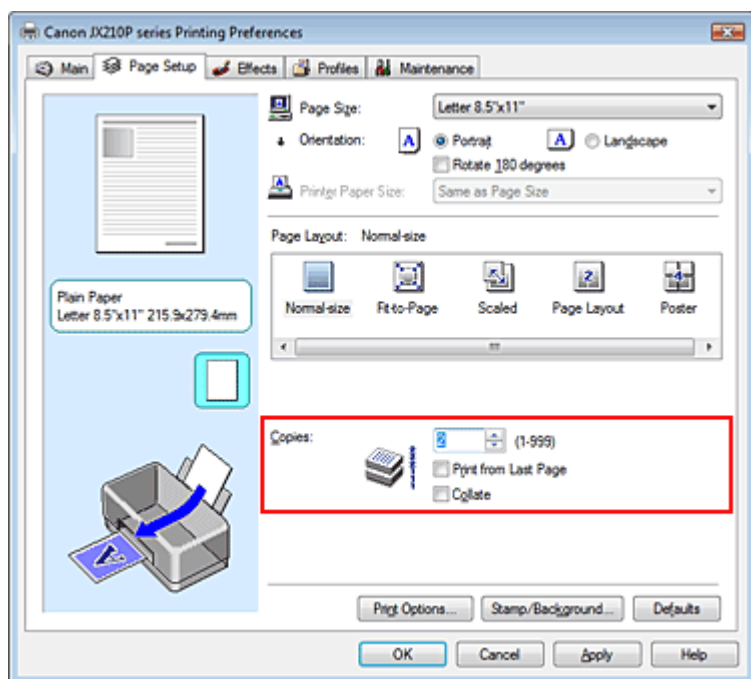 Canon JX210P series Printing Preferences
Main Page Setup Effects Profiles Maintenance
Page Size: Letter 8.5"x11"
Orientation: A Portrait A Landscape
Rotate 180 degrees
Printer Paper Size: Same as Page Size
Page Layout: Normal-size
Normal-size Fit-to-Page Scaled Page Layout Poster
Plain Paper
Letter 8.5"x11" 215.9x279.4mm
Copies: 2 (1-999)
Print from Last Page
Collate
Print Options... Stamp/Background... Defaults
OK Cancel Apply Help